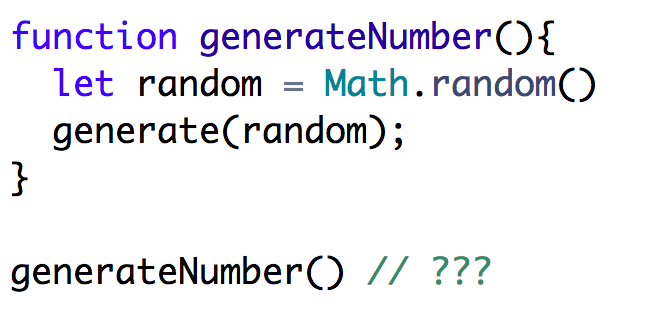 function generateNumber(){
  let random = Math.random()
  generate(random);
}

generateNumber() // ???